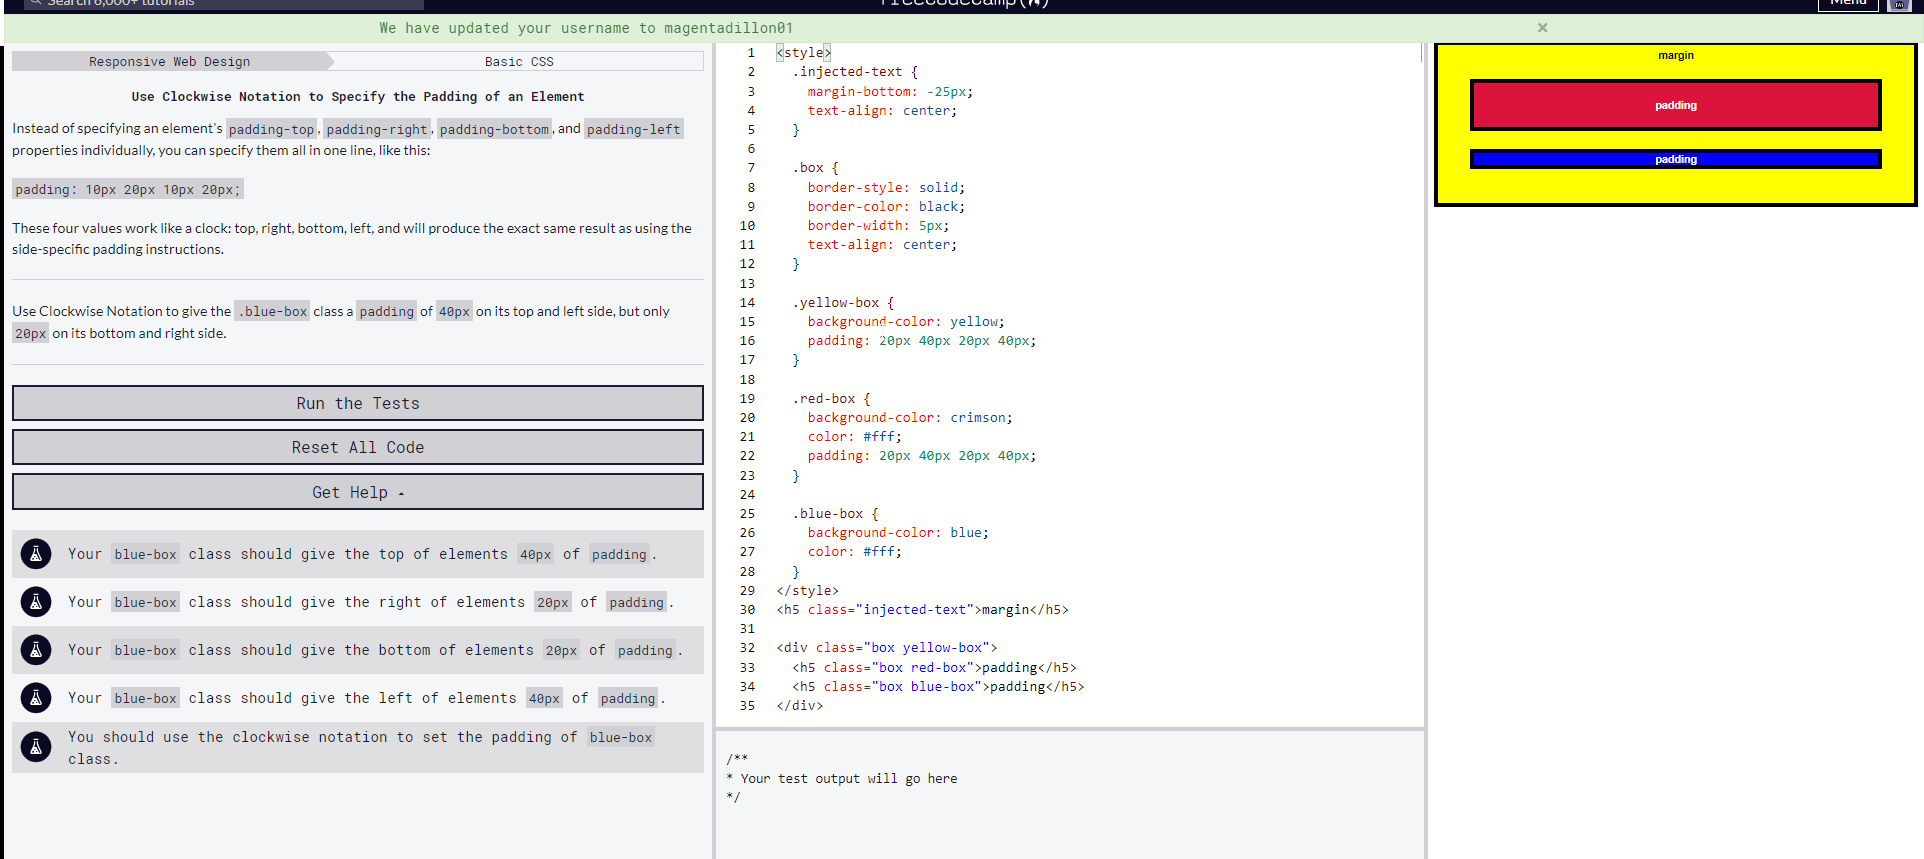 Search 8,000+ tutorials
freeCodeCamp
Menu
We have updated your username to magentadillon01
×
Responsive Web Design
Basic CSS
Use Clockwise Notation to Specify the Padding of an Element
Instead of specifying an element's padding-top, padding-right, padding-bottom, and padding-left
properties individually, you can specify them all in one line, like this:
padding: 10px 20px 10px 20px;
These four values work like a clock: top, right, bottom, left, and will produce the exact same result as using the
side-specific padding instructions.
Use Clockwise Notation to give the .blue-box class a padding of 40px on its top and left side, but only
20px on its bottom and right side.
Run the Tests
Reset All Code
Get Help
Your blue-box class should give the top of elements 40px of padding.
Your blue-box class should give the right of elements 20px of padding.
Your blue-box class should give the bottom of elements 20px of padding.
Your blue-box class should give the left of elements 40px of padding.
You should use the clockwise notation to set the padding of blue-box
class.
1 <style>
2 .injected-text {
3 margin-bottom: -25px;
4 text-align: center;
5 }
6
7 .box {
8 border-style: solid;
9 border-color: black;
10 border-width: 5px;
11 text-align: center;
12 }
13
14 .yellow-box {
15 background-color: yellow;
16 padding: 20px 40px 20px 40px;
17 }
18
19 .red-box {
20 background-color: crimson;
21 color: #fff;
22 padding: 20px 40px 20px 40px;
23 }
24
25 .blue-box {
26 background-color: blue;
27 color: #fff;
28 }
29 </style>
30 <h5 class="injected-text">margin</h5>
31
32 <div class="box yellow-box">
33 <h5 class="box red-box">padding</h5>
34 <h5 class="box blue-box">padding</h5>
35 </div>
/**
* Your test output will go here
*/
margin
padding
padding